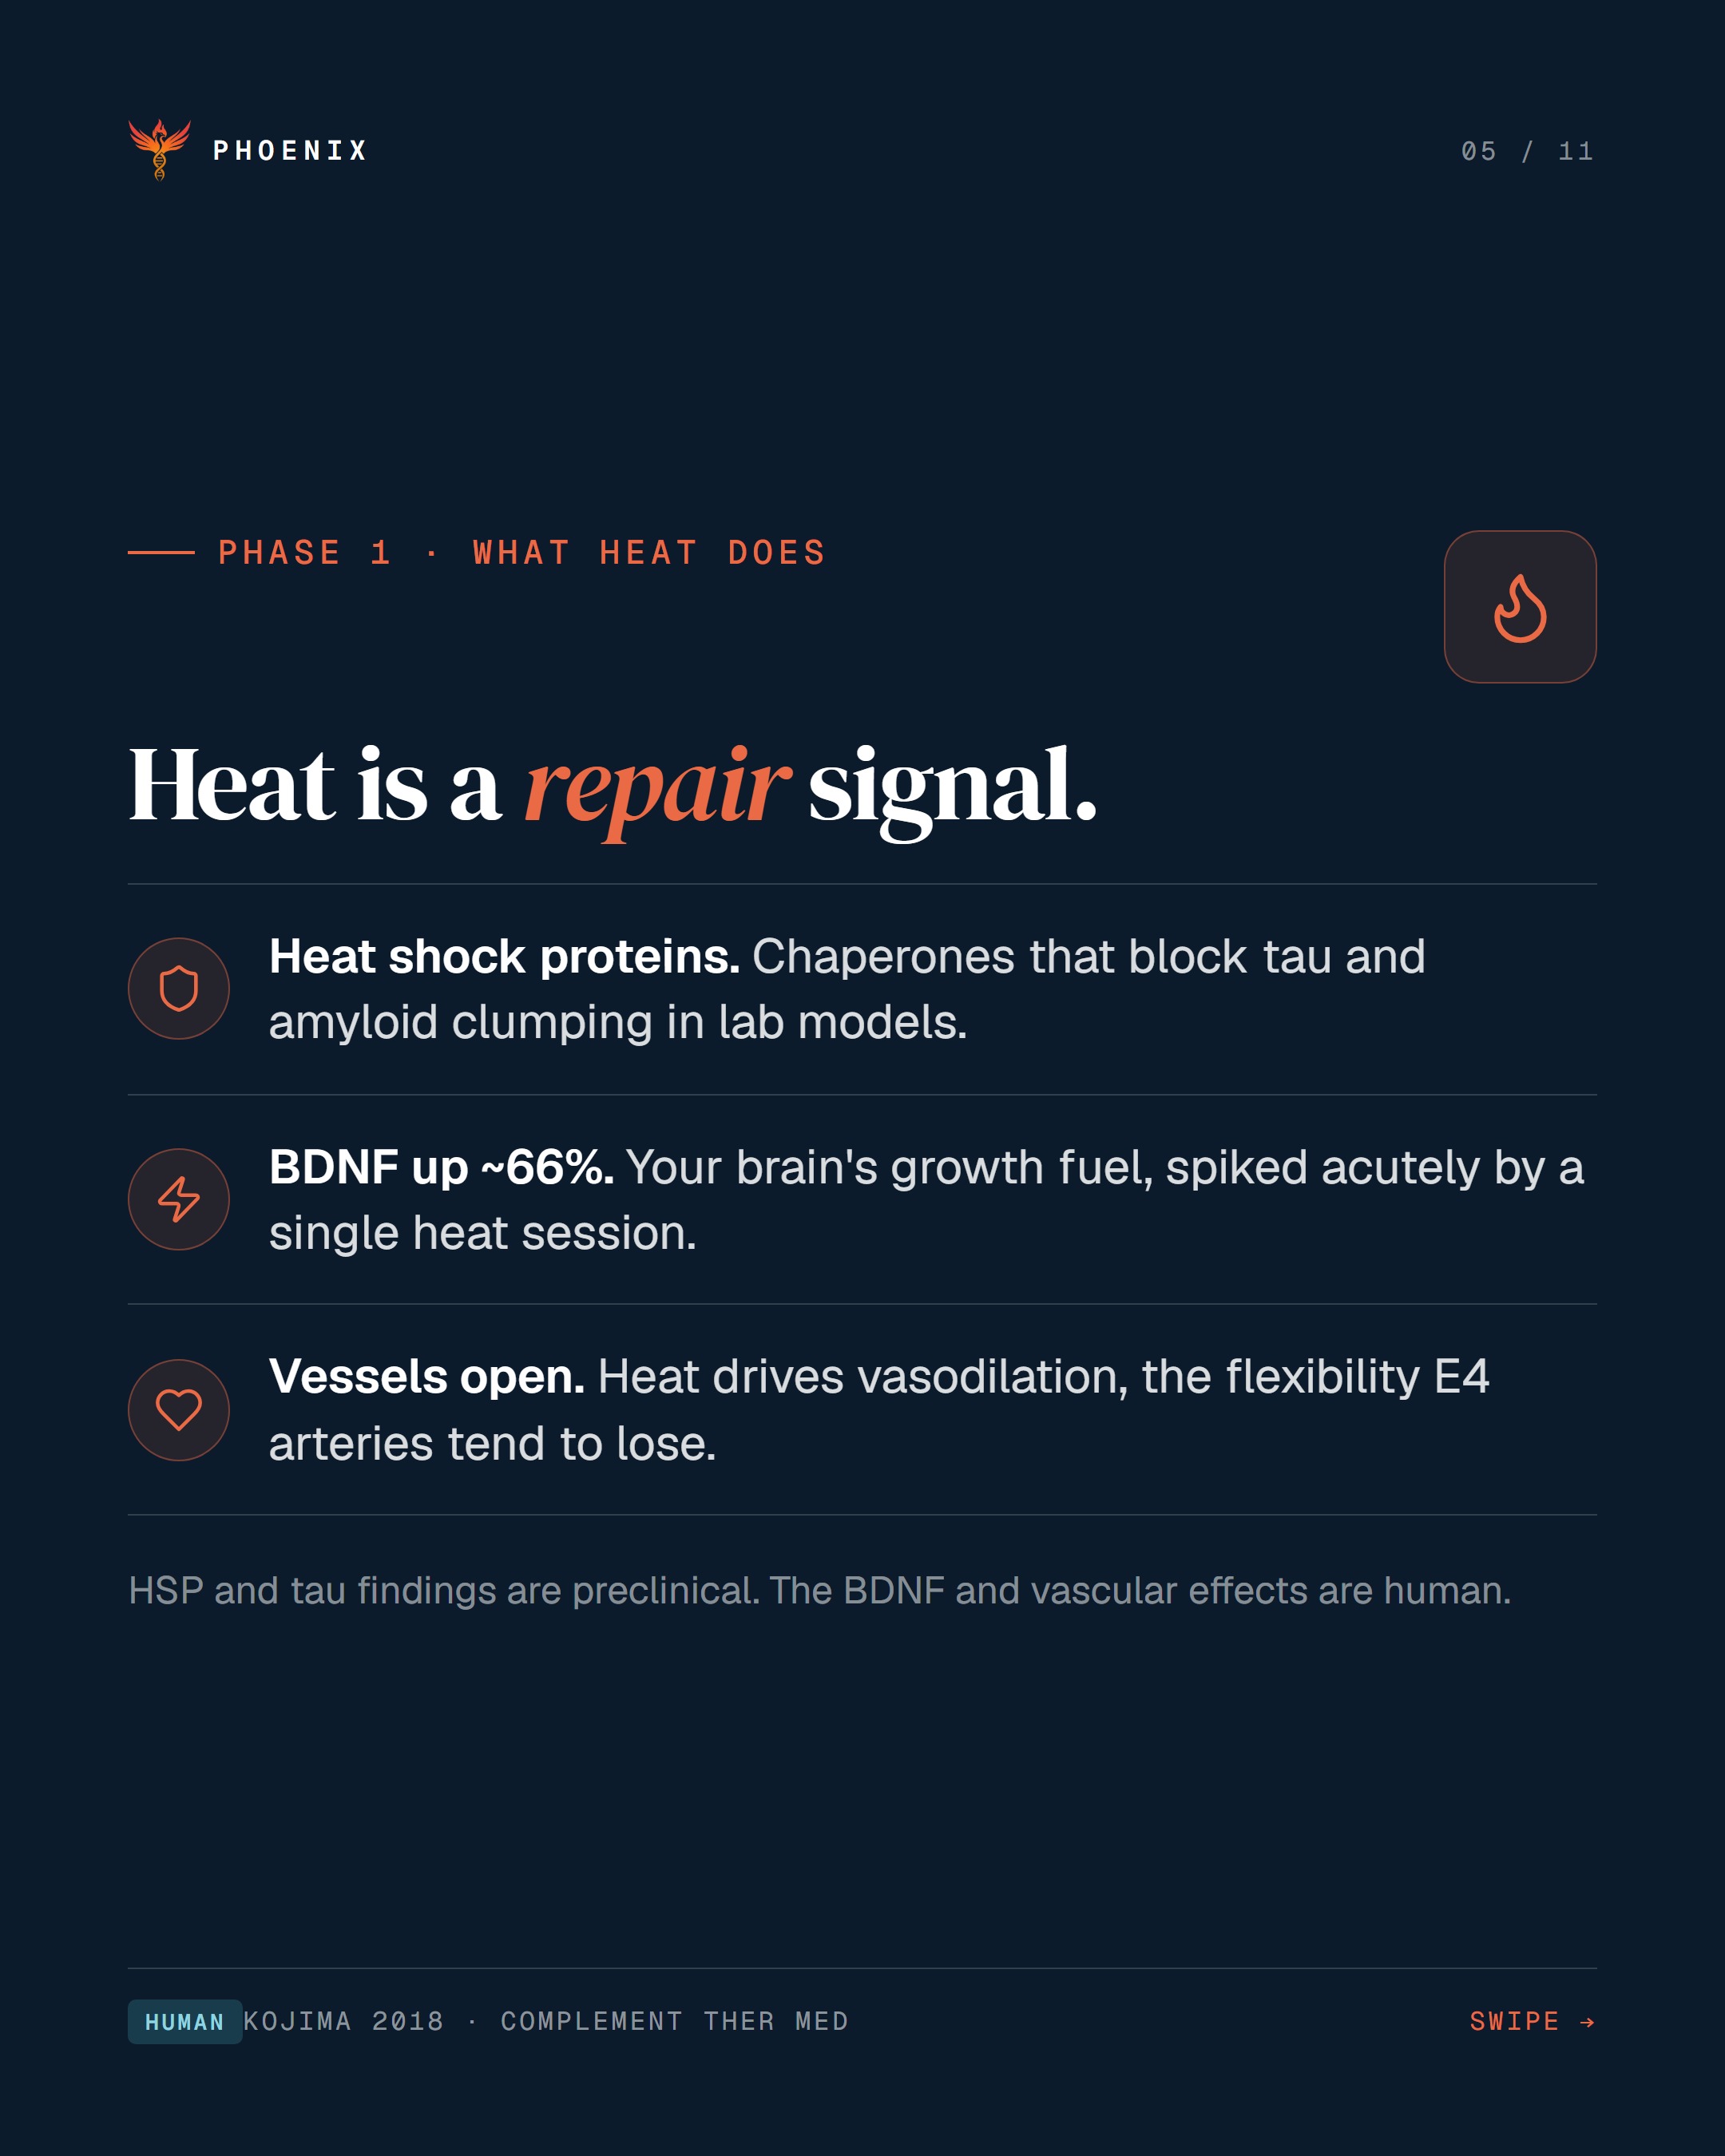 PHOENIX
05 / 11
PHASE 1 · WHAT HEAT DOES
Heat is a repair signal.
Heat shock proteins. Chaperones that block tau and
amyloid clumping in lab models.
BDNF up ~66%. Your brain's growth fuel, spiked acutely by a
single heat session.
Vessels open. Heat drives vasodilation, the flexibility E4
arteries tend to lose.
HSP and tau findings are preclinical. The BDNF and vascular effects are human.
HUMAN KOJIMA 2018 · COMPLEMENT THER MED
SWIPE →